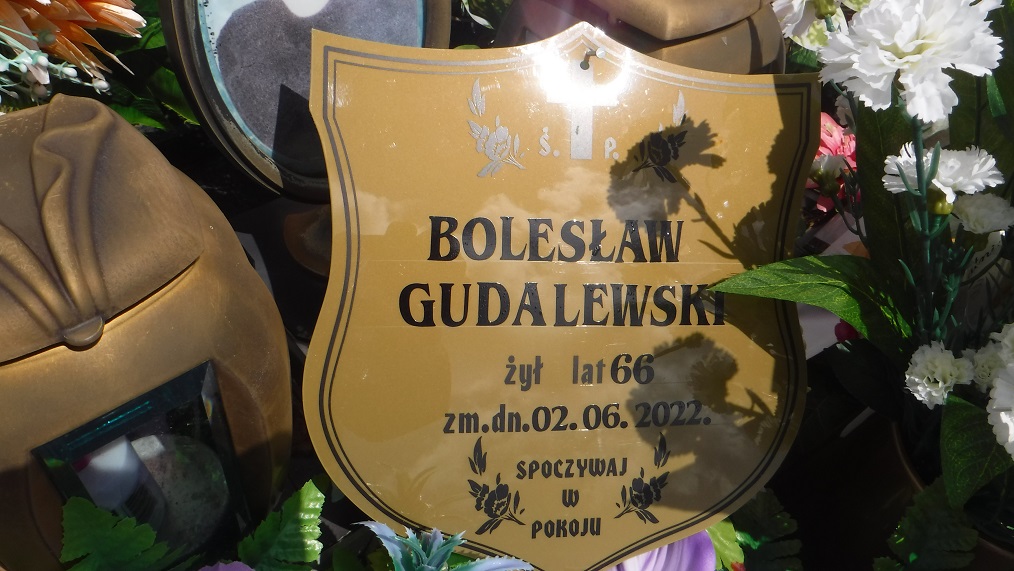 Ś. P.
BOLESŁAW
GUDALEWSKI
żył lat 66
zm.dn. 02. 06. 2022.
SPOCZYWAJ
W
POKOJU